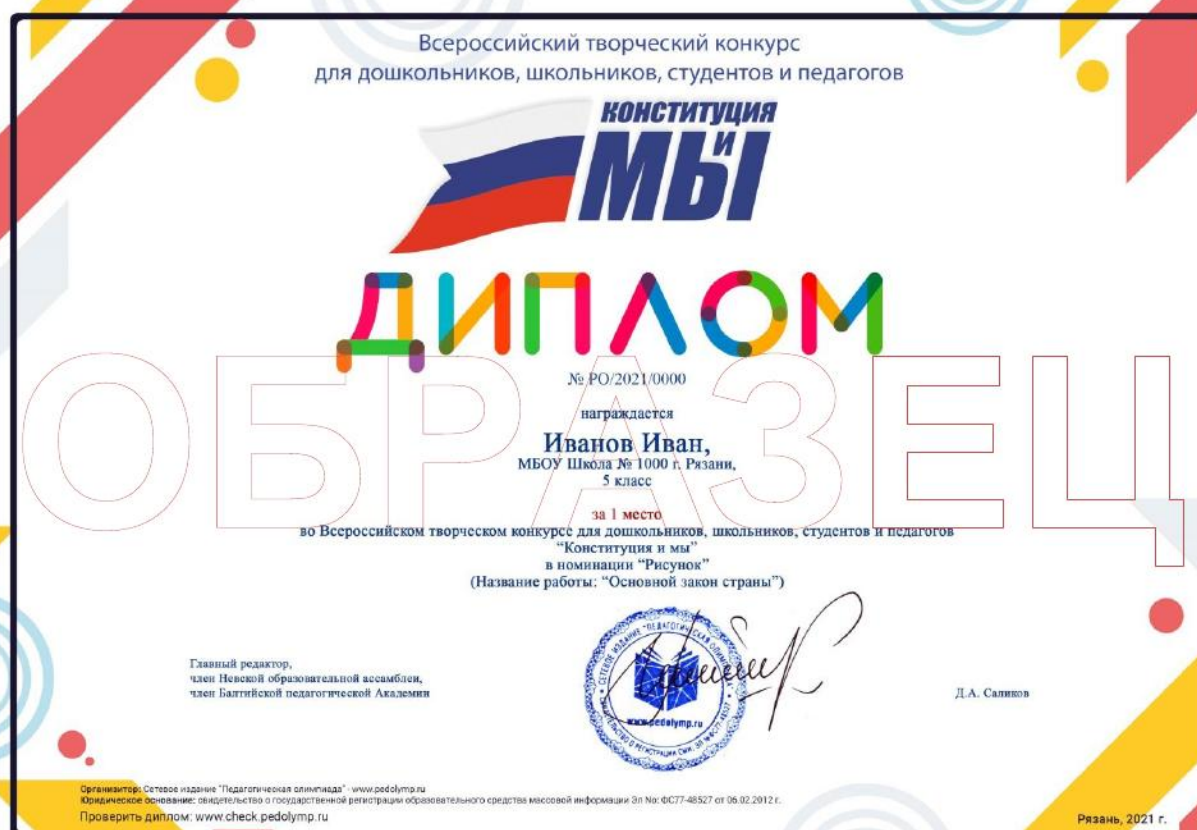 Всероссийский творческий конкурс
для дошкольников, школьников, студентов и педагогов
КОНСТИТУЦИЯ
И
МЫ
ДИПЛОМ
ОБРАЗЕЦ
№ РО/2021/0000
награждается
Иванов Иван,
МБОУ Школа № 1000 г. Рязани,
5 класс
за 1 место
во Всероссийском творческом конкурсе для дошкольников, школьников, студентов и педагогов
“Конституция и мы”
в номинации “Рисунок”
(Название работы: “Основной закон страны”)
Главный редактор,
член Невской образовательной ассамблеи,
член Балтийской педагогической Академии
СЕТЕВОЕ ИЗДАНИЕ "ПЕДАГОГИЧЕСКАЯ ОЛИМПИАДА"
www.pedolymp.ru
Д.А. Саликов
Организатор: Сетевое издание "Педагогическая олимпиада" - www.pedolymp.ru
Юридическое основание: свидетельство о государственной регистрации образовательного средства массовой информации Эл No: ФС77-48527 от 06.02.2012 г.
Проверить диплом: www.check.pedolymp.ru
Рязань, 2021 г.